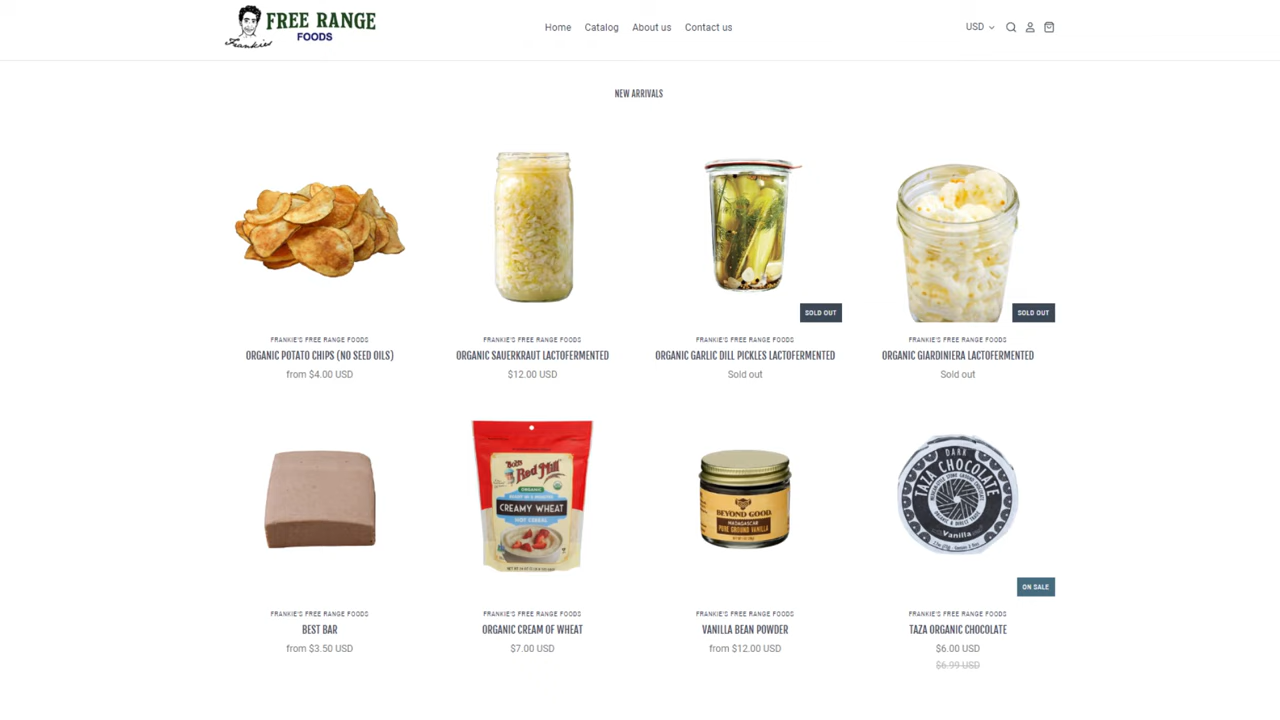 FREE RANGE
FOODS
Frankies
Home
Catalog
About us
Contact us
USD
NEW ARRIVALS
SOLD OUT
SOLD OUT
FRANKIE'S FREE RANGE FOODS
FRANKIE'S FREE RANGE FOODS
FRANKIE'S FREE RANGE FOODS
FRANKIE'S FREE RANGE FOODS
ORGANIC POTATO CHIPS (NO SEED OILS)
ORGANIC SAUERKRAUT LACTOFERMENTED
ORGANIC GARLIC DILL PICKLES LACTOFERMENTED
ORGANIC GIARDINIERA LACTOFERMENTED
from $4.00 USD
$12.00 USD
Sold out
Sold out
Bob's
Red Mill
ORGANIC
CREAMY WHEAT
HOT CEREAL
BEYOND GOOD
MADAGASCAR
PURE GROUND VANILLA
DARK
TAZA CHOCOLATE
Vanilla
ON SALE
FRANKIE'S FREE RANGE FOODS
FRANKIE'S FREE RANGE FOODS
FRANKIE'S FREE RANGE FOODS
FRANKIE'S FREE RANGE FOODS
BEST BAR
ORGANIC CREAM OF WHEAT
VANILLA BEAN POWDER
TAZA ORGANIC CHOCOLATE
from $3.50 USD
$7.00 USD
from $12.00 USD
$6.00 USD
$6.99 USD